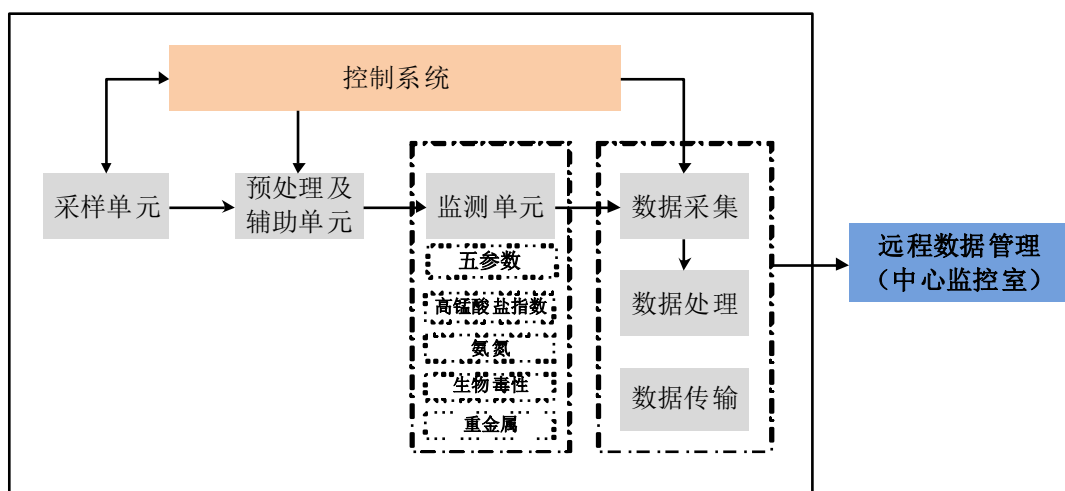 控制系统
采样单元
预处理及
辅助单元
监测单元
数据采集
五参数
高锰酸盐指数
氨氮
生物毒性
重金属
数据处理
数据传输
远程数据管理
（中心监控室）